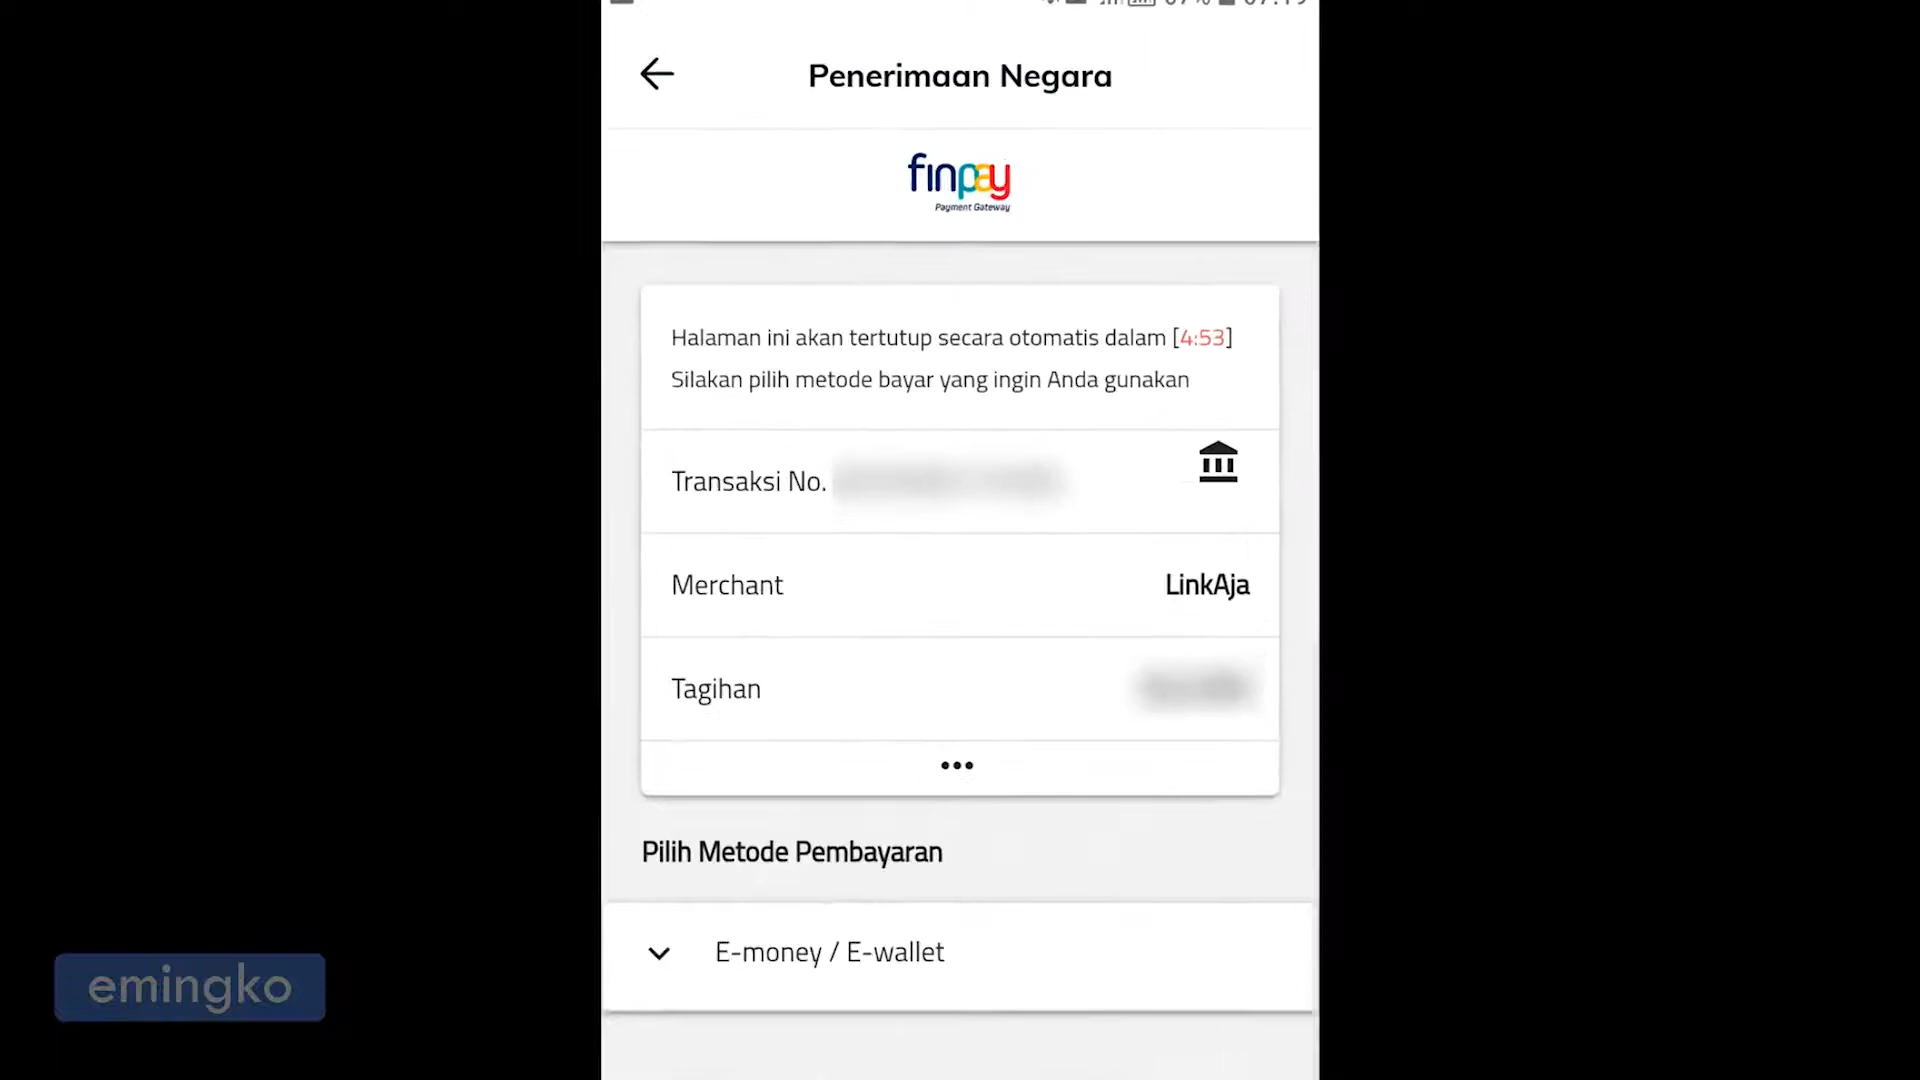 Penerimaan Negara
finpay
Payment Gateway
Halaman ini akan tertutup secara otomatis dalam [4:53]
Silakan pilih metode bayar yang ingin Anda gunakan
Transaksi No.
Merchant LinkAja
Tagihan
Pilih Metode Pembayaran
E-money / E-wallet
emingko